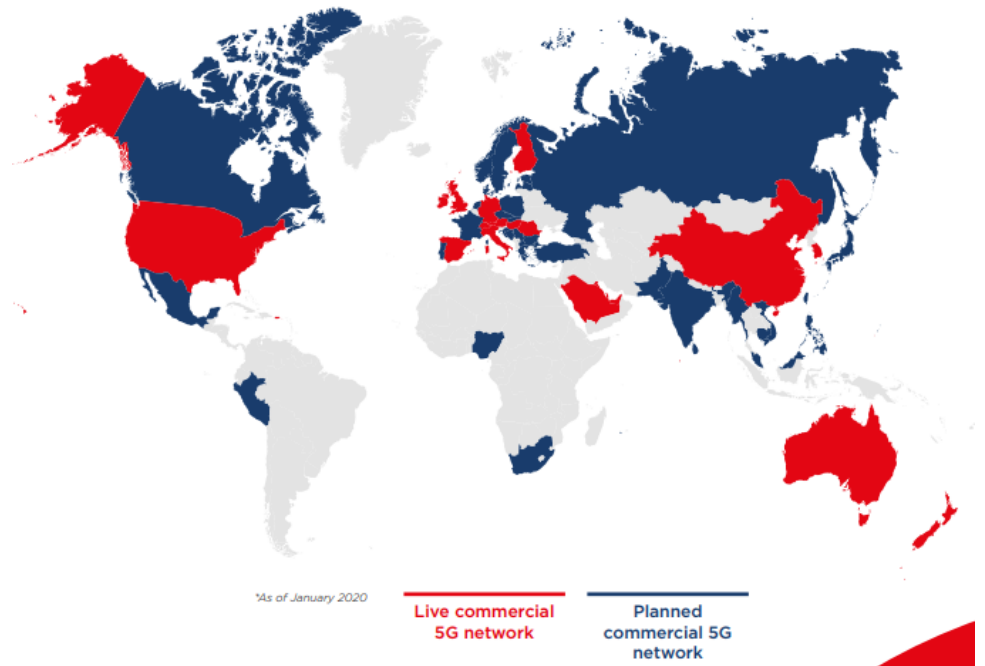 *As of January 2020
Live commercial
5G network
Planned
commercial 5G
network